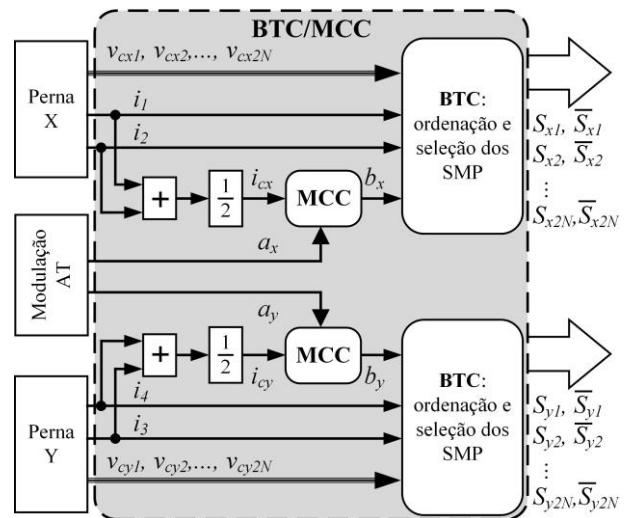 BTC/MCC
v_cx1, v_cx2,..., v_cx2N
Perna
X
i_1
i_2
+
1
2
i_cx
MCC
b_x
BTC:
ordenação e
seleção dos
SMP
S_x1, S̅_x1
S_x2, S̅_x2
...
S_x2N, S̅_x2N
Modulação
AT
a_x
a_y
+
1
2
i_cy
MCC
b_y
BTC:
ordenação e
seleção dos
SMP
Perna
Y
i_4
i_3
v_cy1, v_cy2,..., v_cy2N
S_y1, S̅_y1
S_y2, S̅_y2
...
S_y2N, S̅_y2N